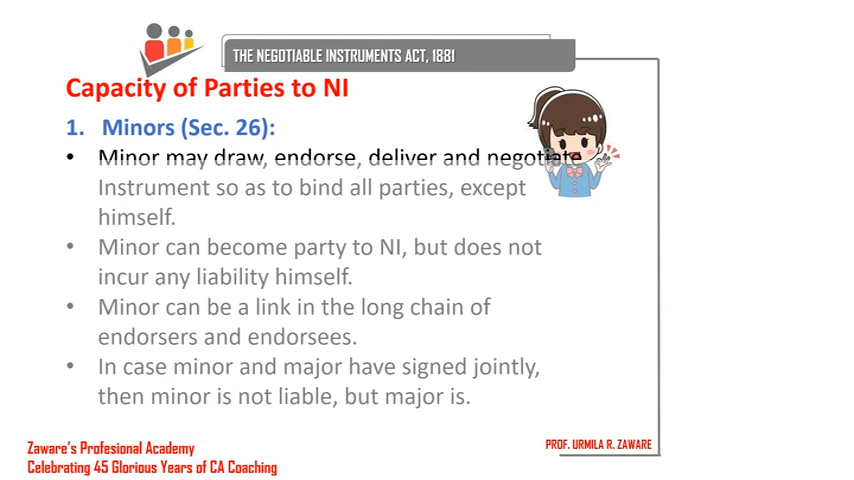 THE NEGOTIABLE INSTRUMENTS ACT, 1881
Capacity of Parties to NI
1. Minors (Sec. 26):
• Minor may draw, endorse, deliver and negotiate
Instrument so as to bind all parties, except
himself.
• Minor can become party to NI, but does not
incur any liability himself.
• Minor can be a link in the long chain of
endorsers and endorsees.
• In case minor and major have signed jointly,
then minor is not liable, but major is.
PROF. URMILA R. ZAWARE
Zaware's Profesional Academy
Celebrating 45 Glorious Years of CA Coaching